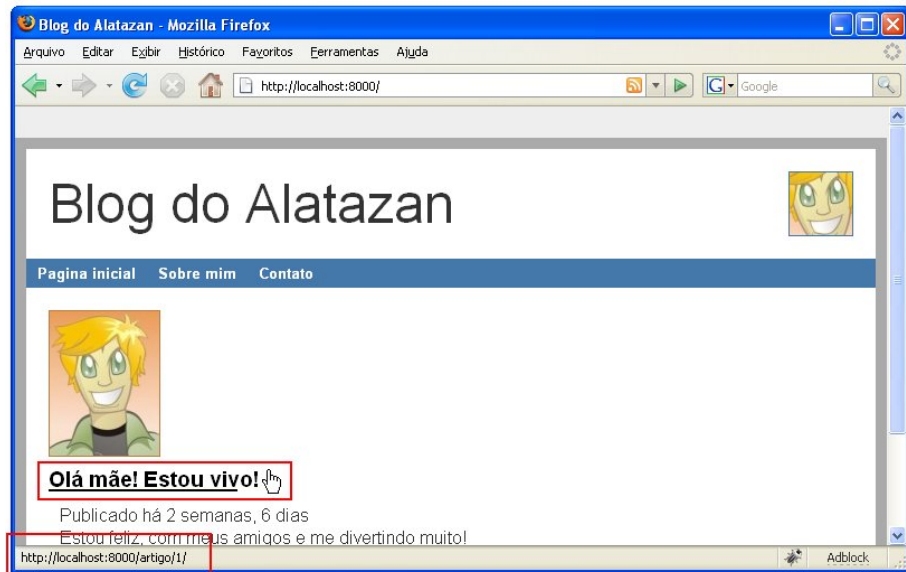 Blog do Alatazan - Mozilla Firefox
Arquivo Editar Exibir Histórico Favoritos Ferramentas Ajuda
http://localhost:8000/ Google
Blog do Alatazan
Pagina inicial Sobre mim Contato
Olá mãe! Estou vivo!
Publicado há 2 semanas, 6 dias
Estou feliz, com meus amigos e me divertindo muito!
http://localhost:8000/artigo/1/ Adblock